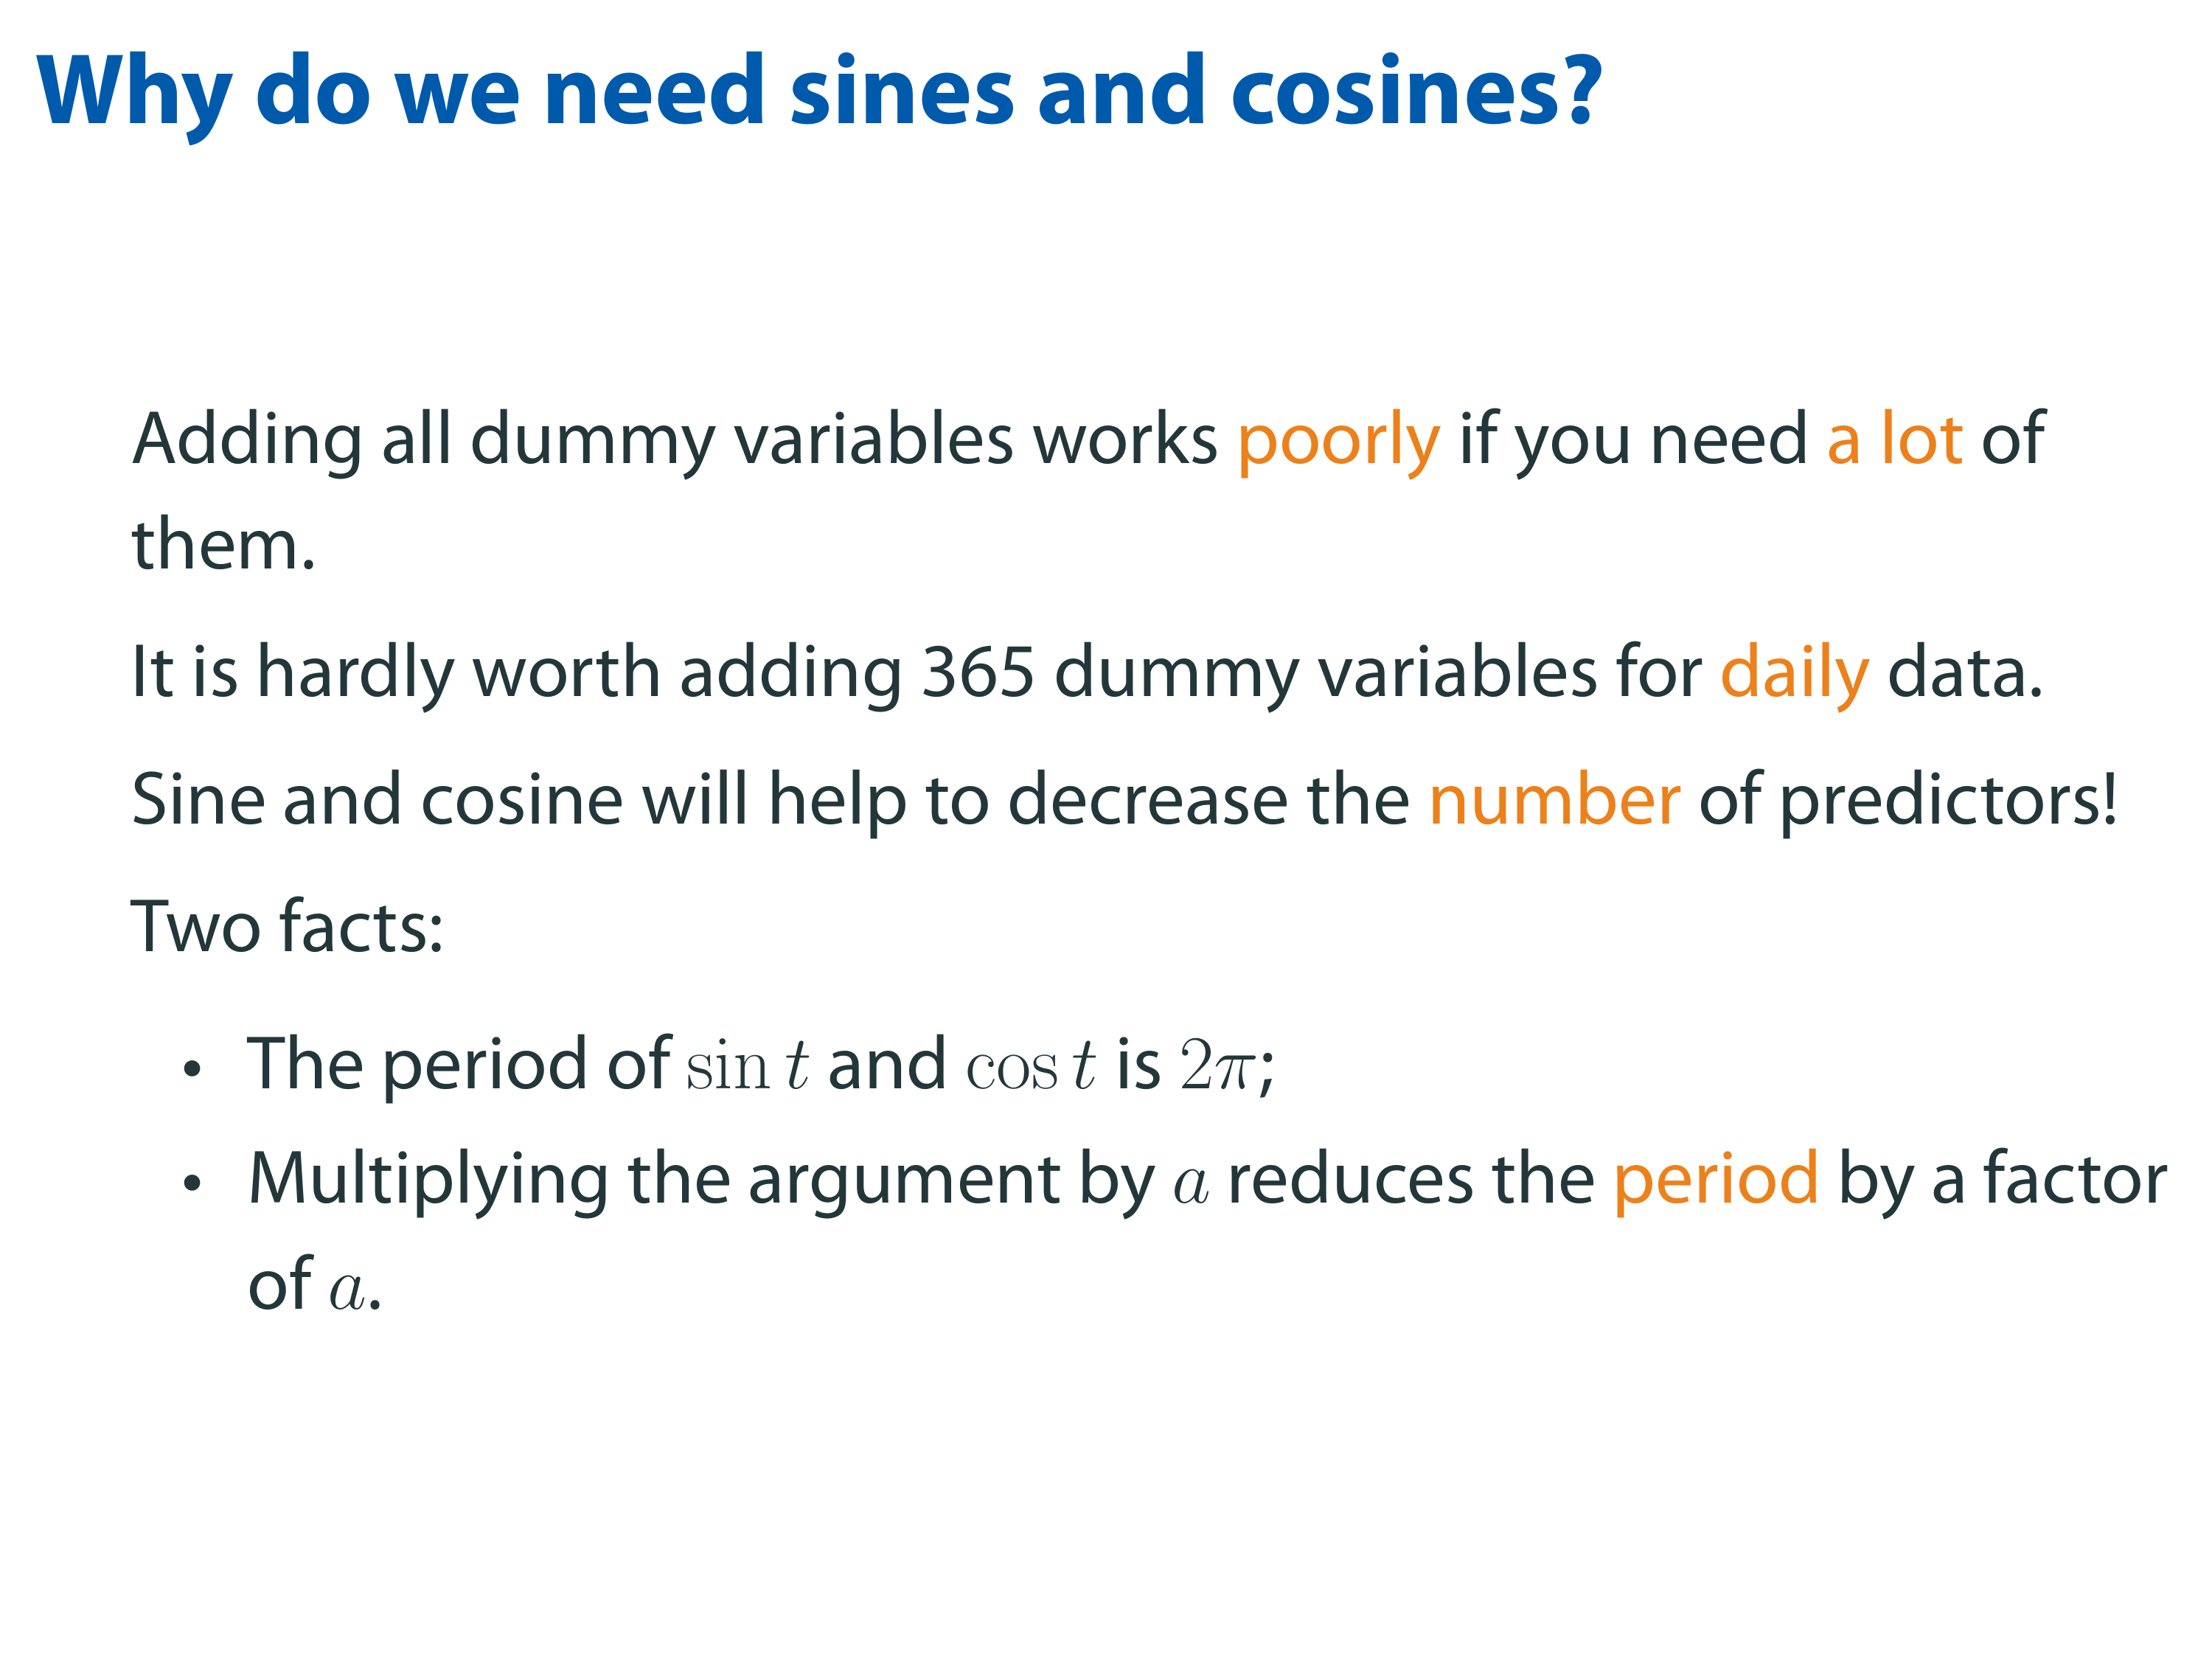 Why do we need sines and cosines?
Adding all dummy variables works poorly if you need a lot of
them.
It is hardly worth adding 365 dummy variables for daily data.
Sine and cosine will help to decrease the number of predictors!
Two facts:
• The period of sin t and cos t is 2π;
• Multiplying the argument by a reduces the period by a factor
of a.